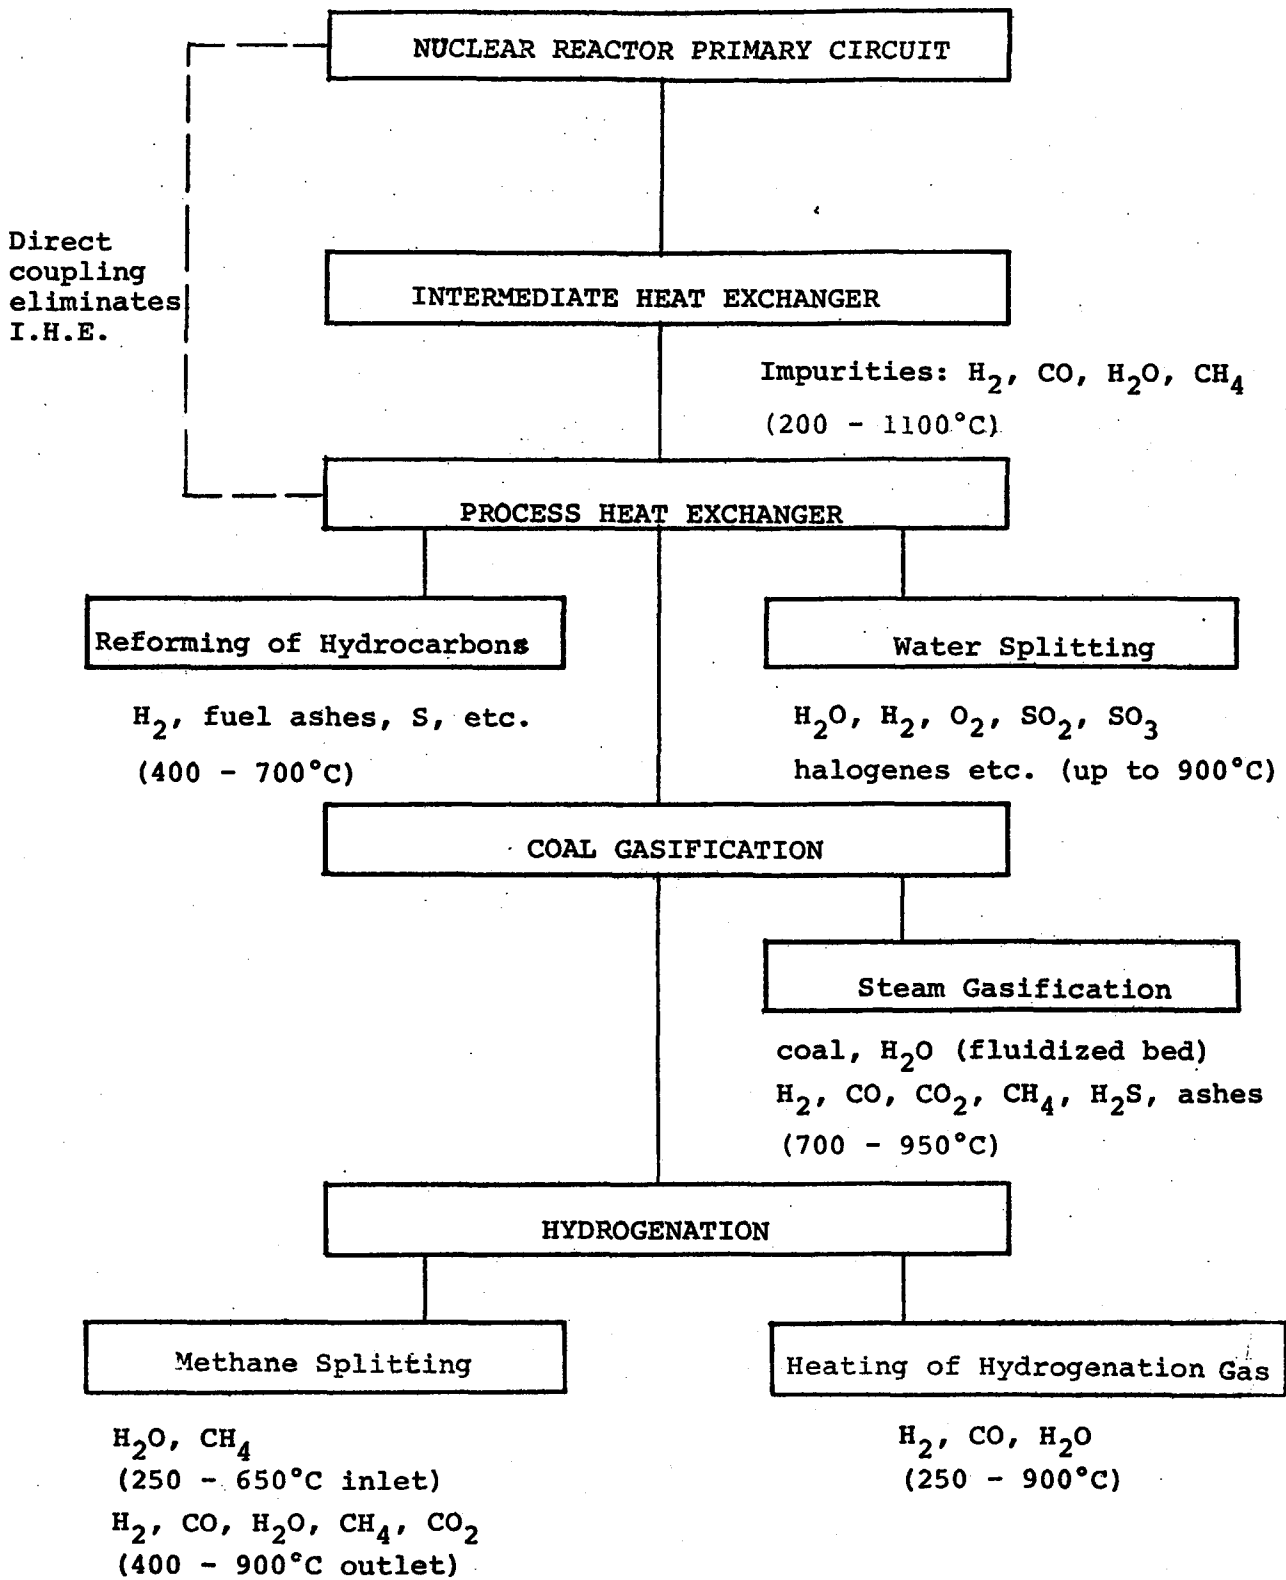 NUCLEAR REACTOR PRIMARY CIRCUIT
Direct
coupling
eliminates
I.H.E.
INTERMEDIATE HEAT EXCHANGER
Impurities: H₂, CO, H₂O, CH₄
(200 - 1100°C)
PROCESS HEAT EXCHANGER
Reforming of Hydrocarbons
H₂, fuel ashes, S, etc.
(400 - 700°C)
Water Splitting
H₂O, H₂, O₂, SO₂, SO₃
halogenes etc. (up to 900°C)
COAL GASIFICATION
Steam Gasification
coal, H₂O (fluidized bed)
H₂, CO, CO₂, CH₄, H₂S, ashes
(700 - 950°C)
HYDROGENATION
Methane Splitting
H₂O, CH₄
(250 - 650°C inlet)
H₂, CO, H₂O, CH₄, CO₂
(400 - 900°C outlet)
Heating of Hydrogenation Gas
H₂, CO, H₂O
(250 - 900°C)